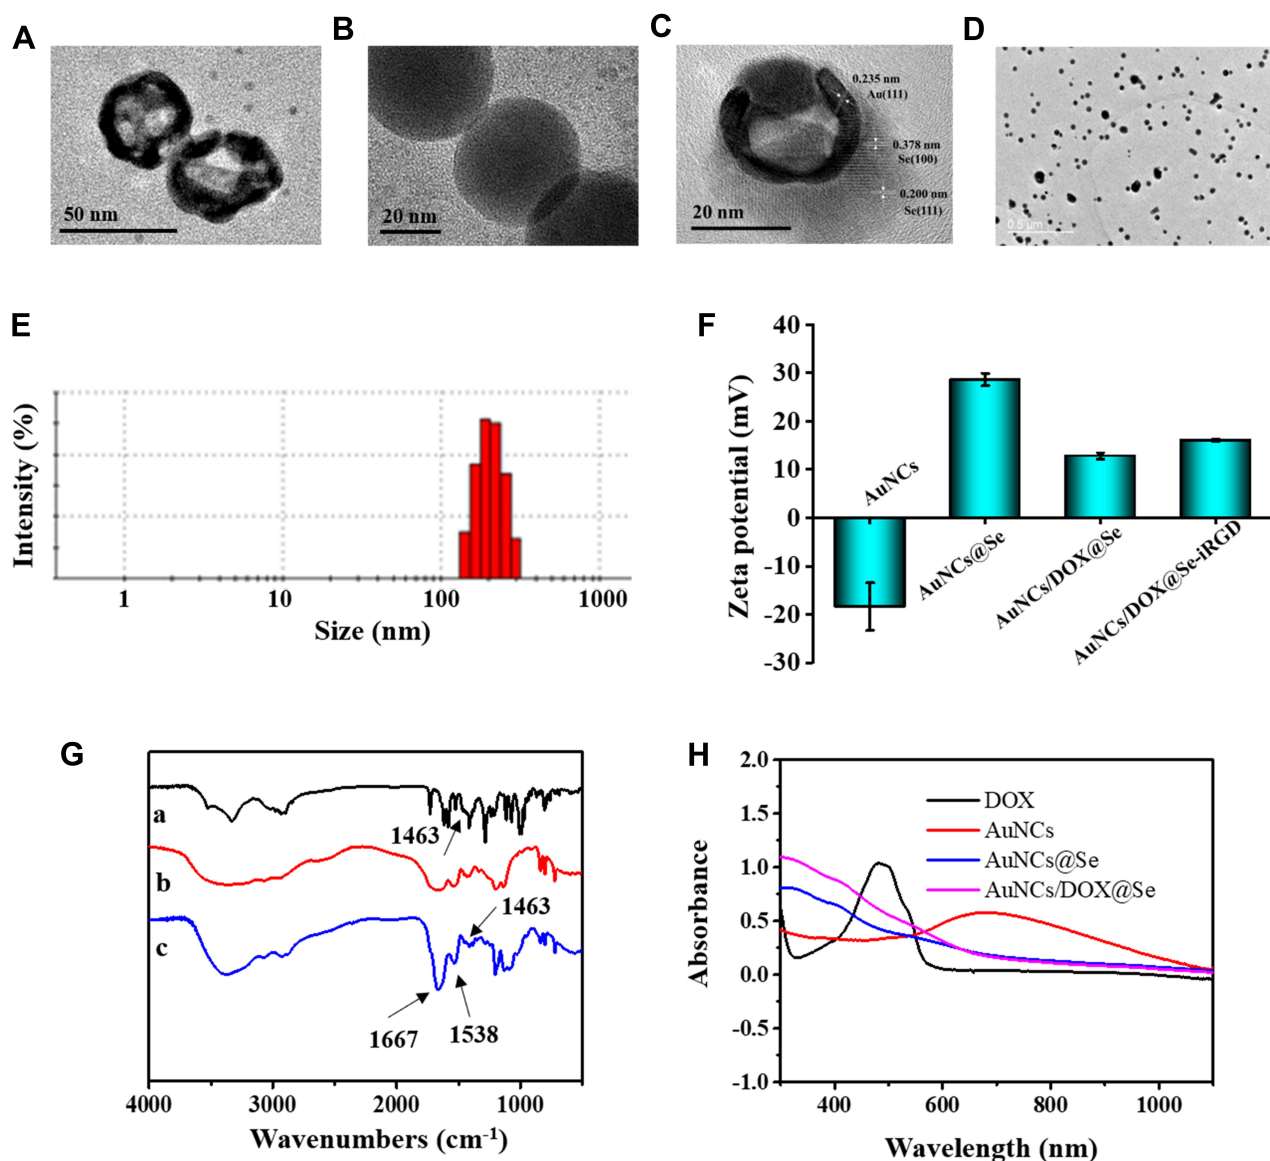 A
B
C
D
50 nm
20 nm
0.235 nm
Au(111)
0.378 nm
Se(100)
0.200 nm
Se(111)
20 nm
0.5 μm
E
Intensity (%)
1
10
100
1000
Size (nm)
F
Zeta potential (mV)
40
30
20
10
0
-10
-20
-30
AuNCs
AuNCs@Se
AuNCs/DOX@Se
AuNCs/DOX@Se-iRGD
G
a
1463
b
1463
c
1667
1538
4000
3000
2000
1000
Wavenumbers (cm⁻¹)
H
Absorbance
2.0
1.5
1.0
0.5
0.0
-0.5
-1.0
DOX
AuNCs
AuNCs@Se
AuNCs/DOX@Se
400
600
800
1000
Wavelength (nm)